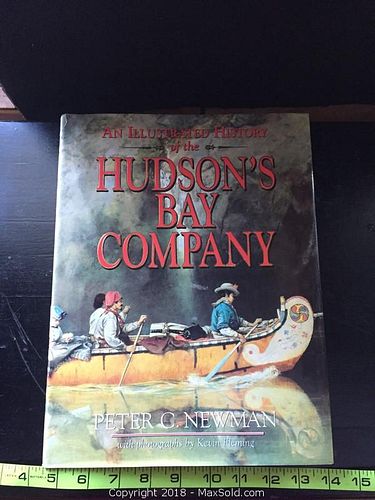 AN ILLUSTRATED HISTORY
of the
HUDSON'S
BAY
COMPANY
PETER C. NEWMAN
with photographs by Kevin Fleming
4 5 6 7 8 9 10 11 12 13 14 15
Copyright 2018 - MaxSold.com